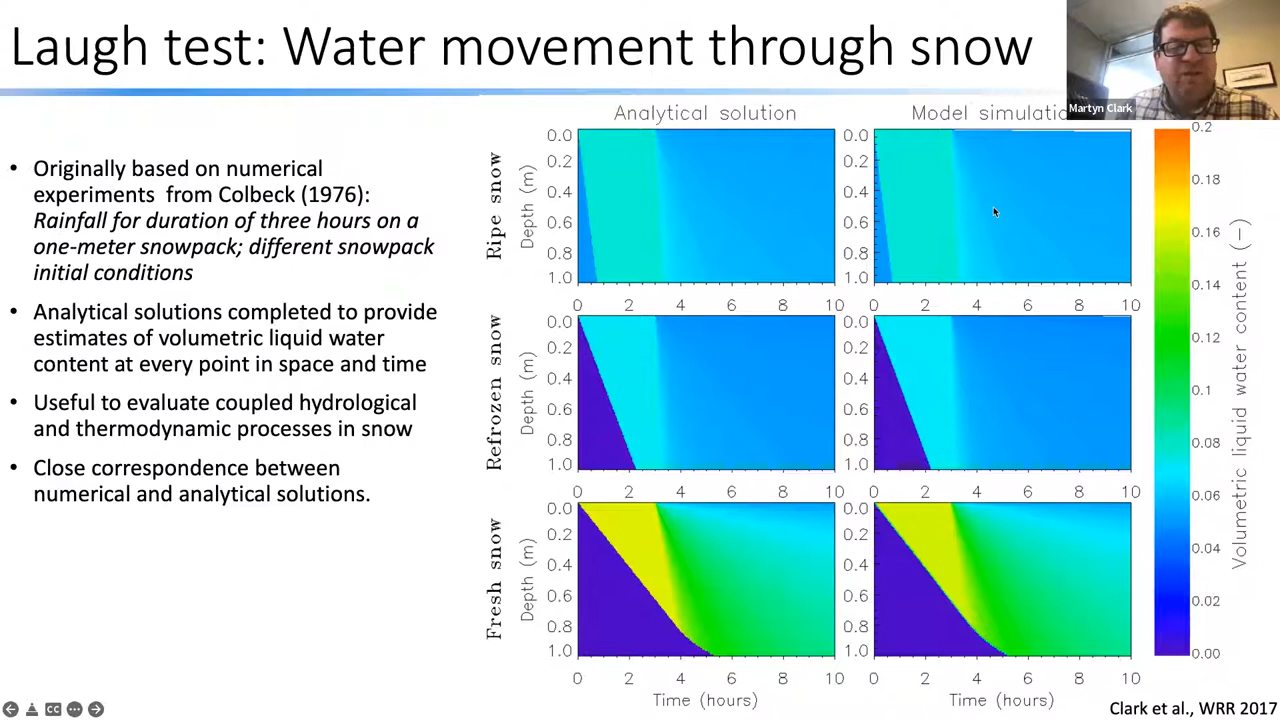 Laugh test: Water movement through snow
Martyn Clark
• Originally based on numerical
experiments from Colbeck (1976):
Rainfall for duration of three hours on a
one-meter snowpack; different snowpack
initial conditions
• Analytical solutions completed to provide
estimates of volumetric liquid water
content at every point in space and time
• Useful to evaluate coupled hydrological
and thermodynamic processes in snow
• Close correspondence between
numerical and analytical solutions.
Analytical solution
Model simulatio
Ripe snow
Depth (m)
0.0
0.2
0.4
0.6
0.8
1.0
0 2 4 6 8 10
Depth (m)
0.0
0.2
0.4
0.6
0.8
1.0
0 2 4 6 8 10
Refrozen snow
Depth (m)
0.0
0.2
0.4
0.6
0.8
1.0
0 2 4 6 8 10
Depth (m)
0.0
0.2
0.4
0.6
0.8
1.0
0 2 4 6 8 10
Fresh snow
Depth (m)
0.0
0.2
0.4
0.6
0.8
1.0
0 2 4 6 8 10
Time (hours)
Depth (m)
0.0
0.2
0.4
0.6
0.8
1.0
0 2 4 6 8 10
Time (hours)
0.2
0.18
0.16
0.14
0.12
0.1
0.08
0.06
0.04
0.02
0.00
Volumetric liquid water content (−)
CC
Clark et al., WRR 2017